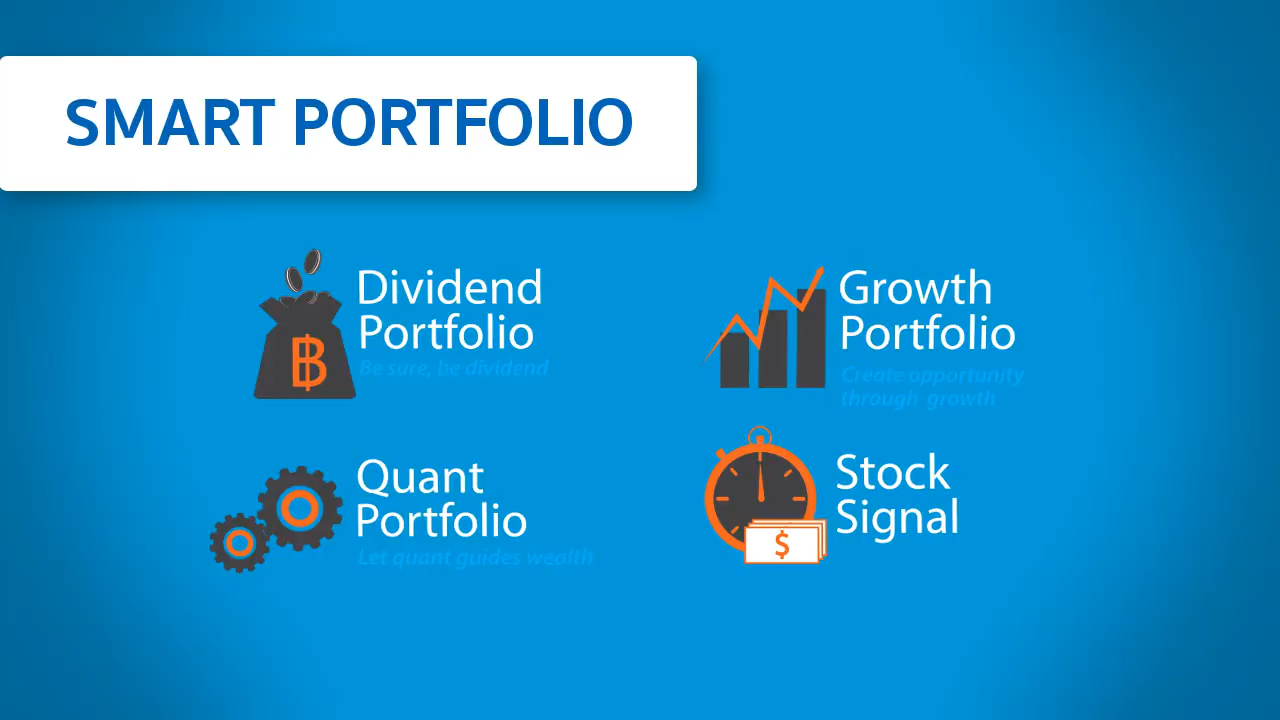 SMART PORTFOLIO
Dividend
Portfolio
Be sure, be dividend
฿
Growth
Portfolio
Create opportunity
through growth
Quant
Portfolio
Let quant guides wealth
Stock
Signal
$